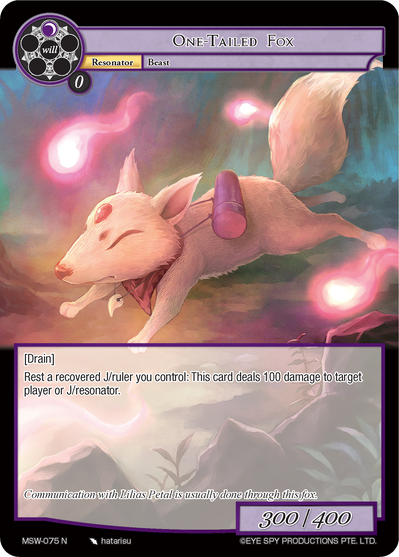 One-Tailed Fox
will
Resonator Beast
0
[Drain]
Rest a recovered J/ruler you control: This card deals 100 damage to target
player or J/resonator.
Communication with Lilias Petal is usually done through this fox.
300/400
MSW-075 N hatarisu ©EYE SPY PRODUCTIONS PTE. LTD.